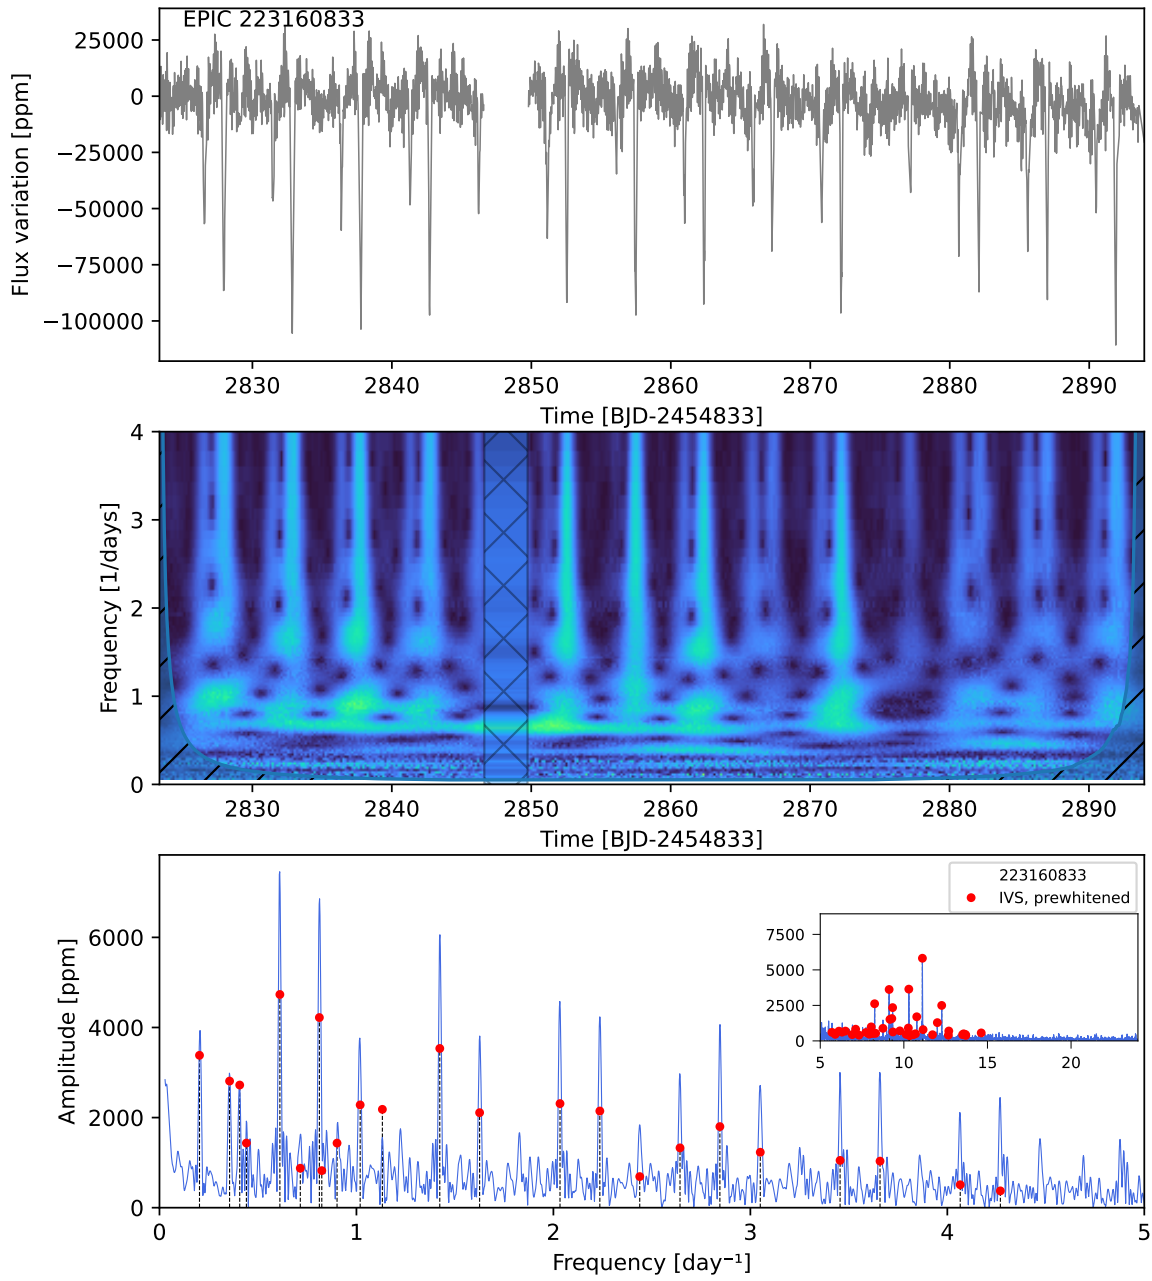 EPIC 223160833
25000
0
−25000
−50000
−75000
−100000
Flux variation [ppm]
2830 2840 2850 2860 2870 2880 2890
Time [BJD-2454833]
4
3
2
1
0
Frequency [1/days]
2830 2840 2850 2860 2870 2880 2890
Time [BJD-2454833]
223160833
IVS, prewhitened
6000
4000
2000
0
Amplitude [ppm]
7500
5000
2500
0
5 10 20
0 1 2 3 4 5
Frequency [day⁻¹]